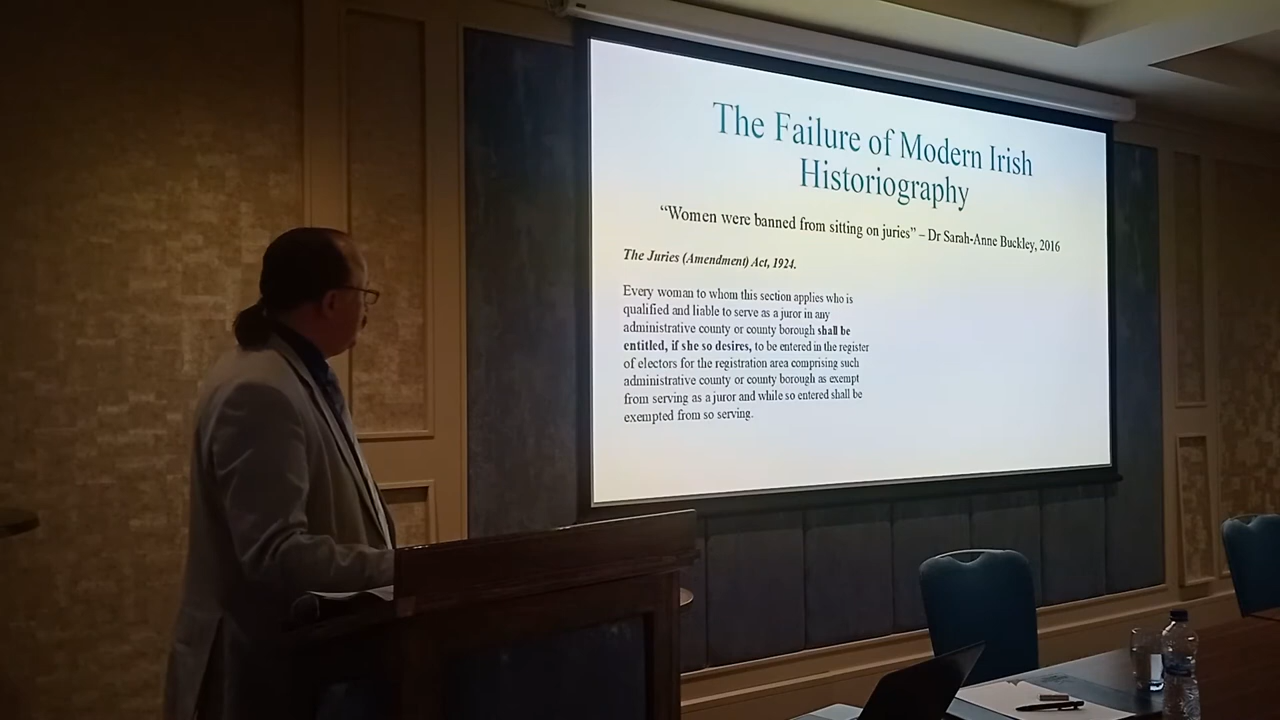 The Failure of Modern Irish
Historiography
“Women were banned from sitting on juries” – Dr Sarah-Anne Buckley, 2016
The Juries (Amendment) Act, 1924.
Every woman to whom this section applies who is
qualified and liable to serve as a juror in any
administrative county or county borough shall be
entitled, if she so desires, to be entered in the register
of electors for the registration area comprising such
administrative county or county borough as exempt
from serving as a juror and while so entered shall be
exempted from so serving.